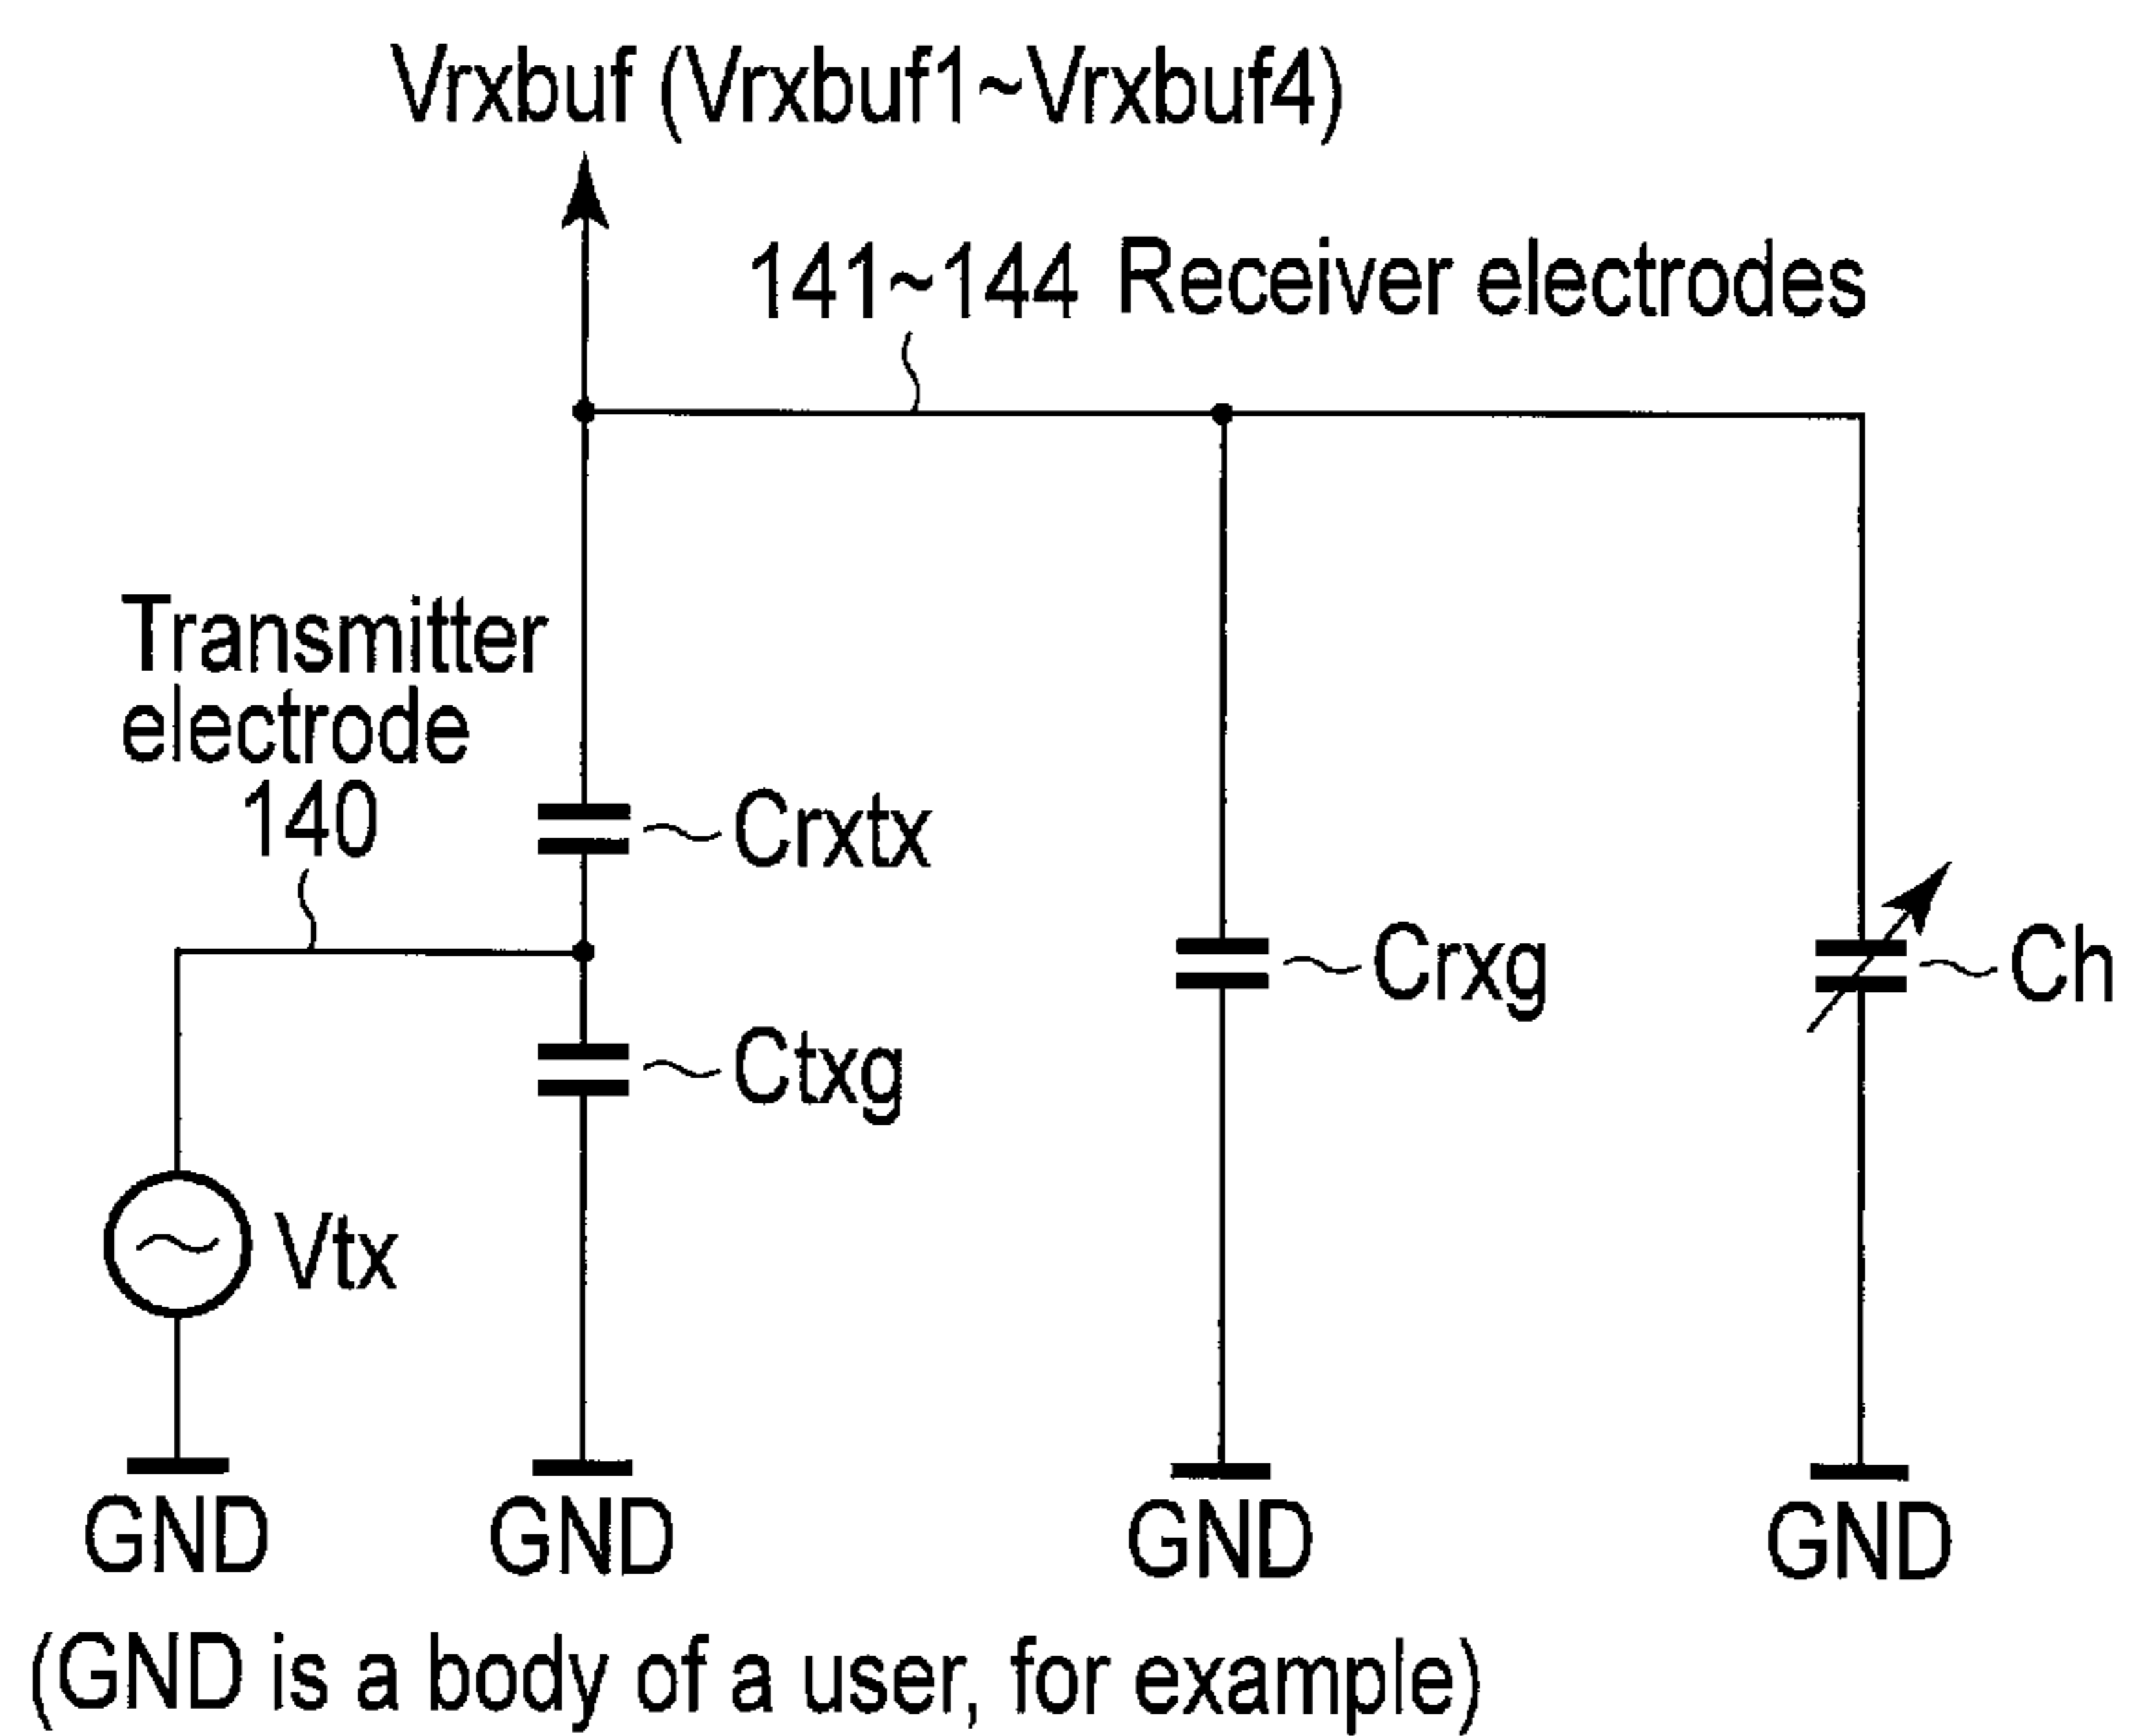 Vrxbuf (Vrxbuf1~Vrxbuf4)
141~144 Receiver electrodes
Transmitter
electrode
140
Crxtx
Crxg
Ch
Ctxg
Vtx
GND
GND
GND
GND
(GND is a body of a user, for example)